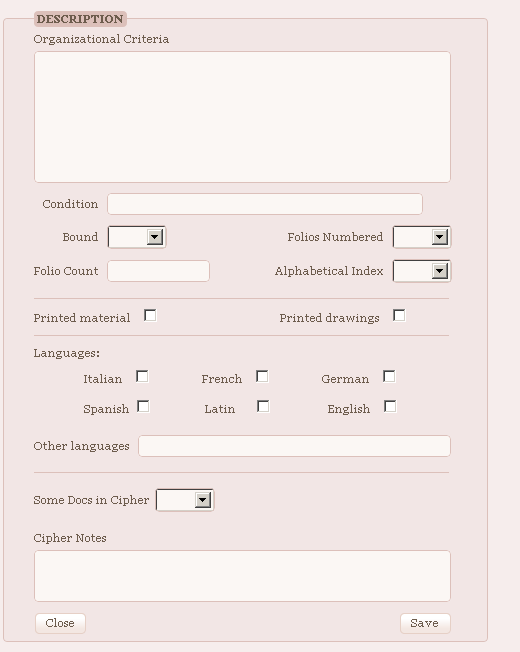 DESCRIPTION
Organizational Criteria
Condition
Bound Folios Numbered
Folio Count Alphabetical Index
Printed material Printed drawings
Languages:
Italian French German
Spanish Latin English
Other languages
Some Docs in Cipher
Cipher Notes
Close Save